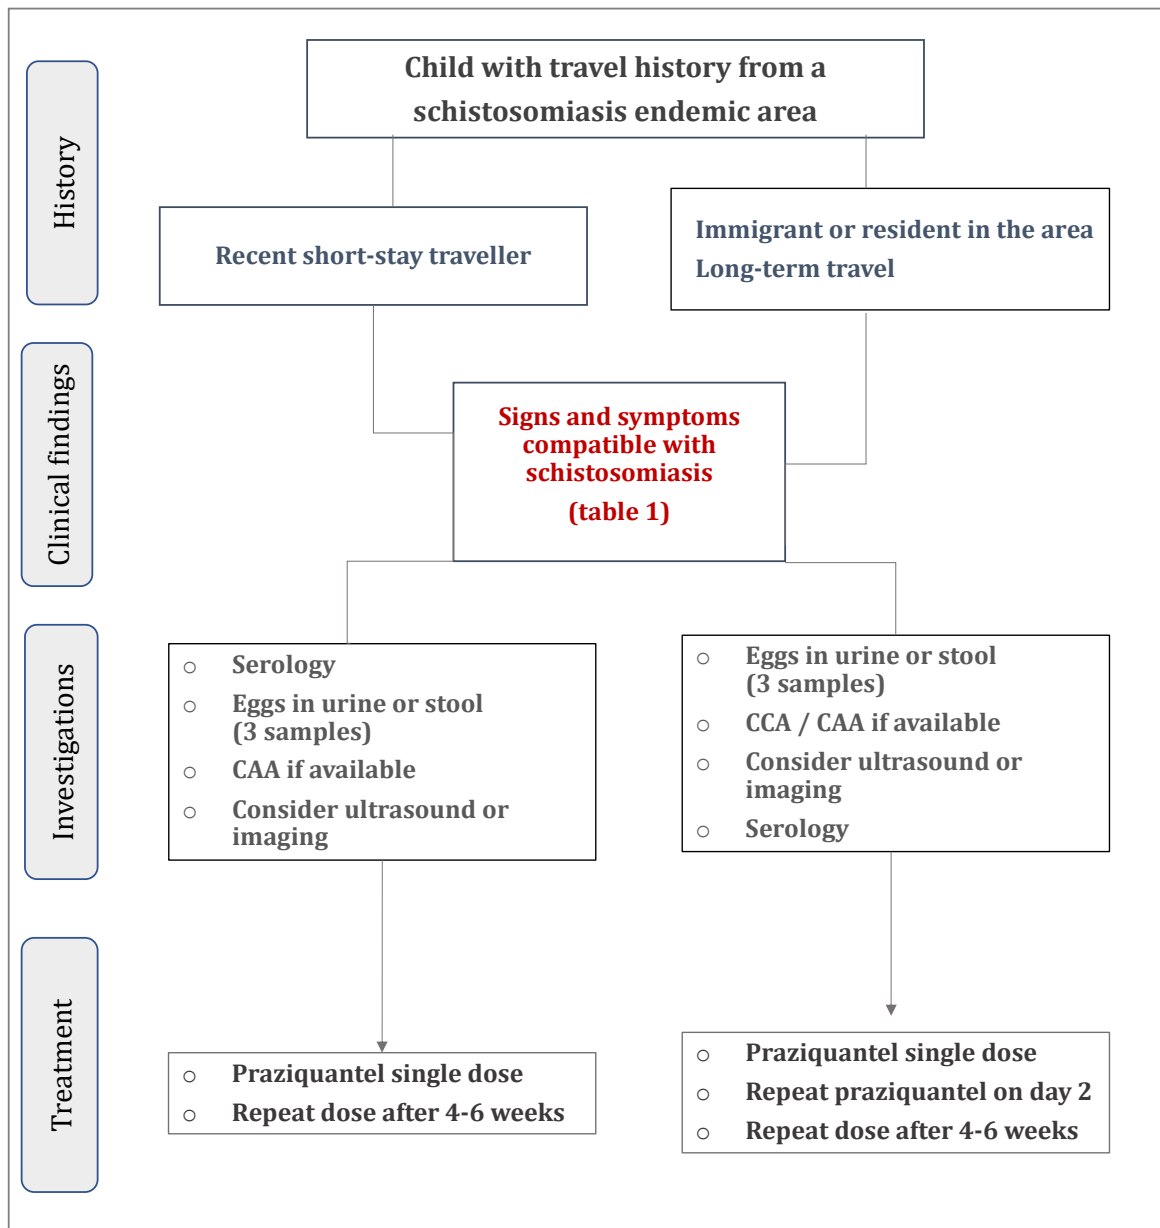 History
Child with travel history from a
schistosomiasis endemic area
Recent short-stay traveller
Immigrant or resident in the area
Long-term travel
Clinical findings
Signs and symptoms
compatible with
schistosomiasis
(table 1)
Investigations
○ Serology
○ Eggs in urine or stool
(3 samples)
○ CAA if available
○ Consider ultrasound or
imaging
○ Eggs in urine or stool
(3 samples)
○ CCA / CAA if available
○ Consider ultrasound or
imaging
○ Serology
Treatment
○ Praziquantel single dose
○ Repeat dose after 4-6 weeks
○ Praziquantel single dose
○ Repeat praziquantel on day 2
○ Repeat dose after 4-6 weeks